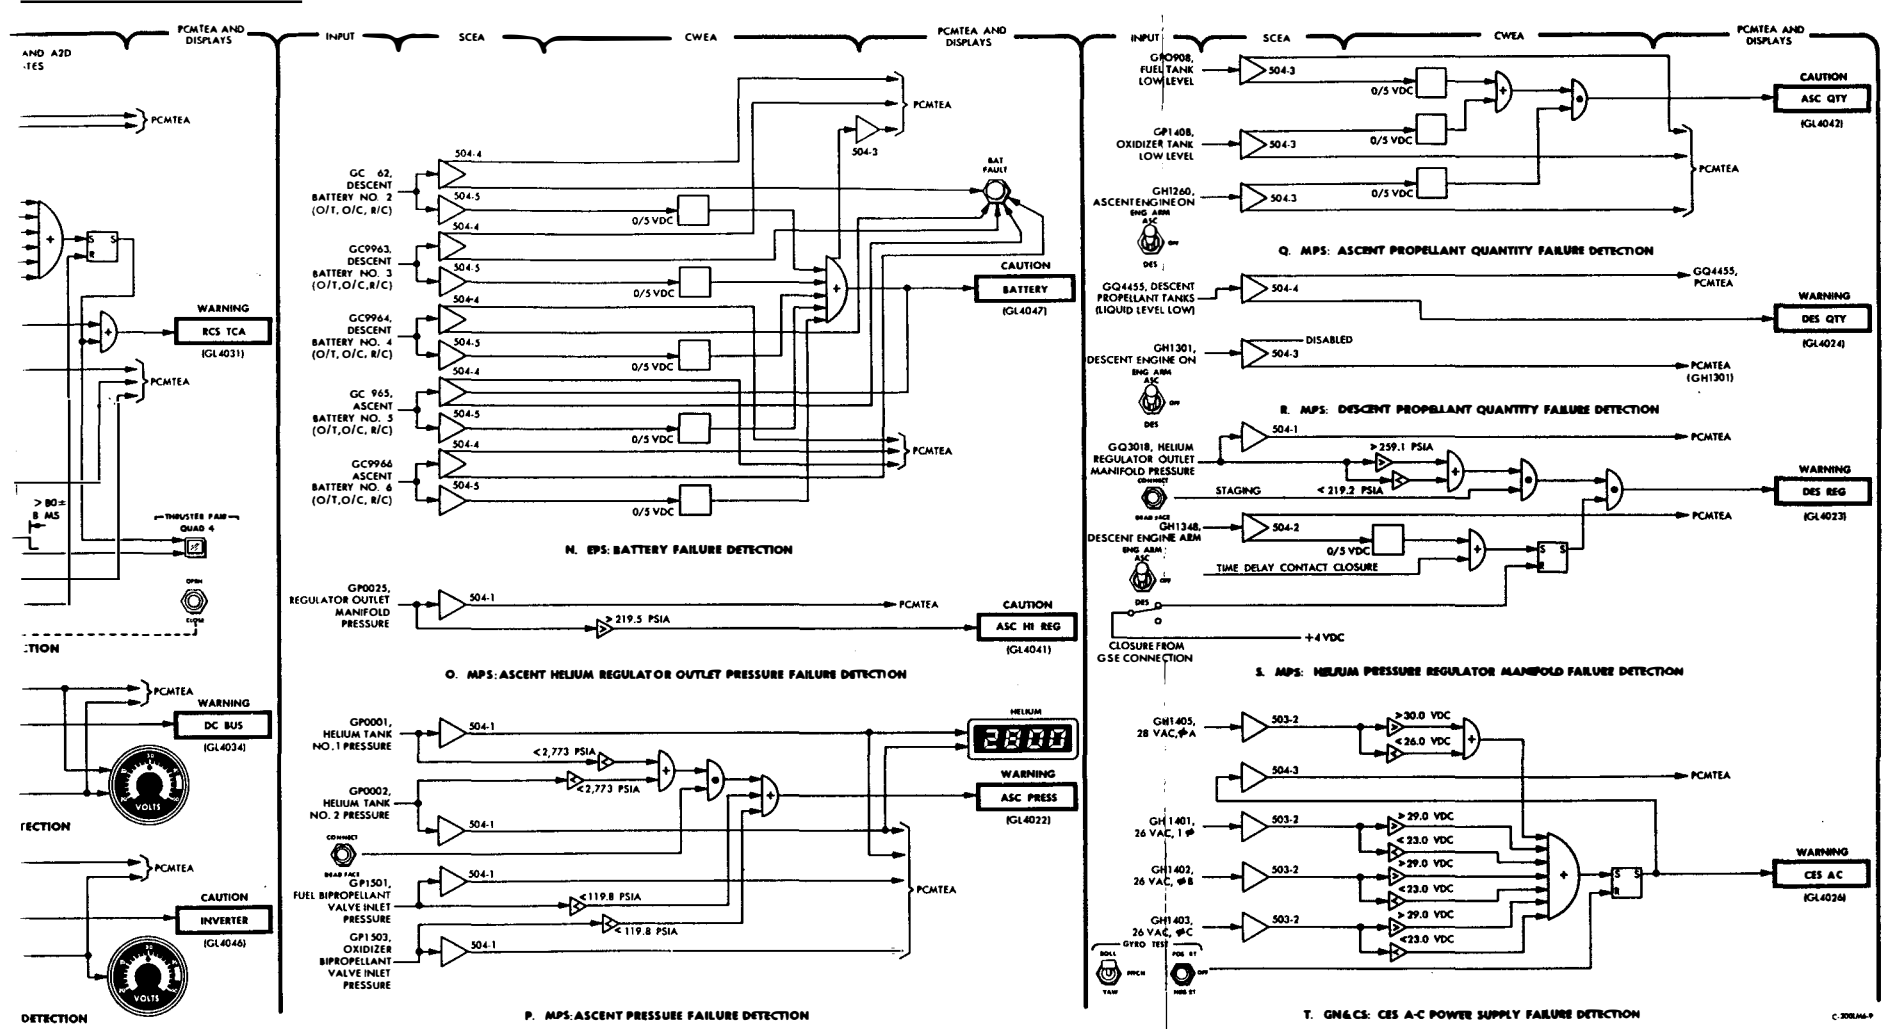 PCMTEA AND
DISPLAYS
AND A2D
PCMTEA
WARNING
RCS TCA
(GL4031)
PCMTEA
8 MS
THRUSTER PAIR
QUAD 4
OPEN
CLOSE
PCMTEA
WARNING
DC BUS
(GL4034)
VOLTS
PCMTEA
CAUTION
INVERTER
(GL4046)
VOLTS
DETECTION
INPUT
SCEA
CWEA
PCMTEA AND
DISPLAYS
PCMTEA
504-3
BAT
FAULT
GC 62,
DESCENT
BATTERY NO. 2
(O/T, O/C, R/C)
504-4
504-5
0/5 VDC
GC9963,
DESCENT
BATTERY NO. 3
(O/T,O/C,R/C)
504-4
504-5
0/5 VDC
CAUTION
BATTERY
(GL4047)
GC9964,
DESCENT
BATTERY NO. 4
(O/T, O/C, R/C)
504-4
504-5
0/5 VDC
GC 965,
ASCENT
BATTERY NO. 5
(O/T,O/C, R/C)
504-4
504-5
0/5 VDC
GC9966
ASCENT
BATTERY NO. 6
(O/T,O/C, R/C)
504-4
504-5
0/5 VDC
PCMTEA
N. EPS: BATTERY FAILURE DETECTION
GP0025,
REGULATOR OUTLET
MANIFOLD
PRESSURE
504-1
PCMTEA
> 219.5 PSIA
CAUTION
ASC HI REG
(GL4041)
O. MPS: ASCENT HELIUM REGULATOR OUTLET PRESSURE FAILURE DETECTION
GP0001,
HELIUM TANK
NO.1 PRESSURE
504-1
<2,773 PSIA
<2,773 PSIA
HELIUM
2800
WARNING
ASC PRESS
(GL4022)
GP0002,
HELIUM TANK
NO. 2 PRESSURE
504-1
CONNECT
DEAD FACE
GP1501,
FUEL BIPROPELLANT
VALVE INLET
PRESSURE
504-1
<119.8 PSIA
PCMTEA
GP1503,
OXIDIZER
BIPROPELLANT
VALVE INLET
PRESSURE
< 119.8 PSIA
504-1
P. MPS: ASCENT PRESSUEE FAILURE DETECTION
INPUT
SCEA
CWEA
PCMTEA AND
DISPLAYS
GP0908,
FUEL TANK
LOW LEVEL
504-3
0/5 VDC
CAUTION
ASC QTY
(GL4042)
GP1408,
OXIDIZER TANK
LOW LEVEL
504-3
0/5 VDC
PCMTEA
GH1260,
ASCENT ENGINE ON
504-3
0/5 VDC
ENG ARM
ASC
OFF
DES
Q. MPS: ASCENT PROPELLANT QUANTITY FAILURE DETECTION
GQ4455, DESCENT
PROPELLANT TANKS
(LIQUID LEVEL LOW)
504-4
GQ4455,
PCMTEA
WARNING
DES QTY
(GL4024)
GH1301,
DESCENT ENGINE ON
504-3
DISABLED
PCMTEA
(GH1301)
ENG ARM
ASC
OFF
DES
R. MPS: DESCENT PROPELLANT QUANTITY FAILURE DETECTION
504-1
PCMTEA
GQ3018, HELIUM
REGULATOR OUTLET
MANIFOLD PRESSURE
>259.1 PSIA
< 219.2 PSIA
CONNECT
DEAD FACE
STAGING
WARNING
DES REG
(GL4023)
GH1348,
DESCENT ENGINE ARM
504-2
PCMTEA
0/5 VDC
ENG ARM
ASC
OFF
DES
TIME DELAY CONTACT CLOSURE
CLOSURE FROM
GSE CONNECTION
+4 VDC
S. MPS: HELIUM PRESSURE REGULATOR MANIFOLD FAILURE DETECTION
GH1405,
28 VAC, φA
503-2
>30.0 VDC
<26.0 VDC
504-3
PCMTEA
GH1401,
26 VAC, 1 φ
503-2
> 29.0 VDC
< 23.0 VDC
GH1402,
26 VAC, φB
503-2
>29.0 VDC
<23.0 VDC
WARNING
CES AC
(GL4026)
GH1403,
26 VAC, φC
503-2
> 29.0 VDC
<23.0 VDC
GYRO TEST
ROLL
PITCH
YAW
POS RT
OFF
NEG RT
T. GN&CS: CES A-C POWER SUPPLY FAILURE DETECTION